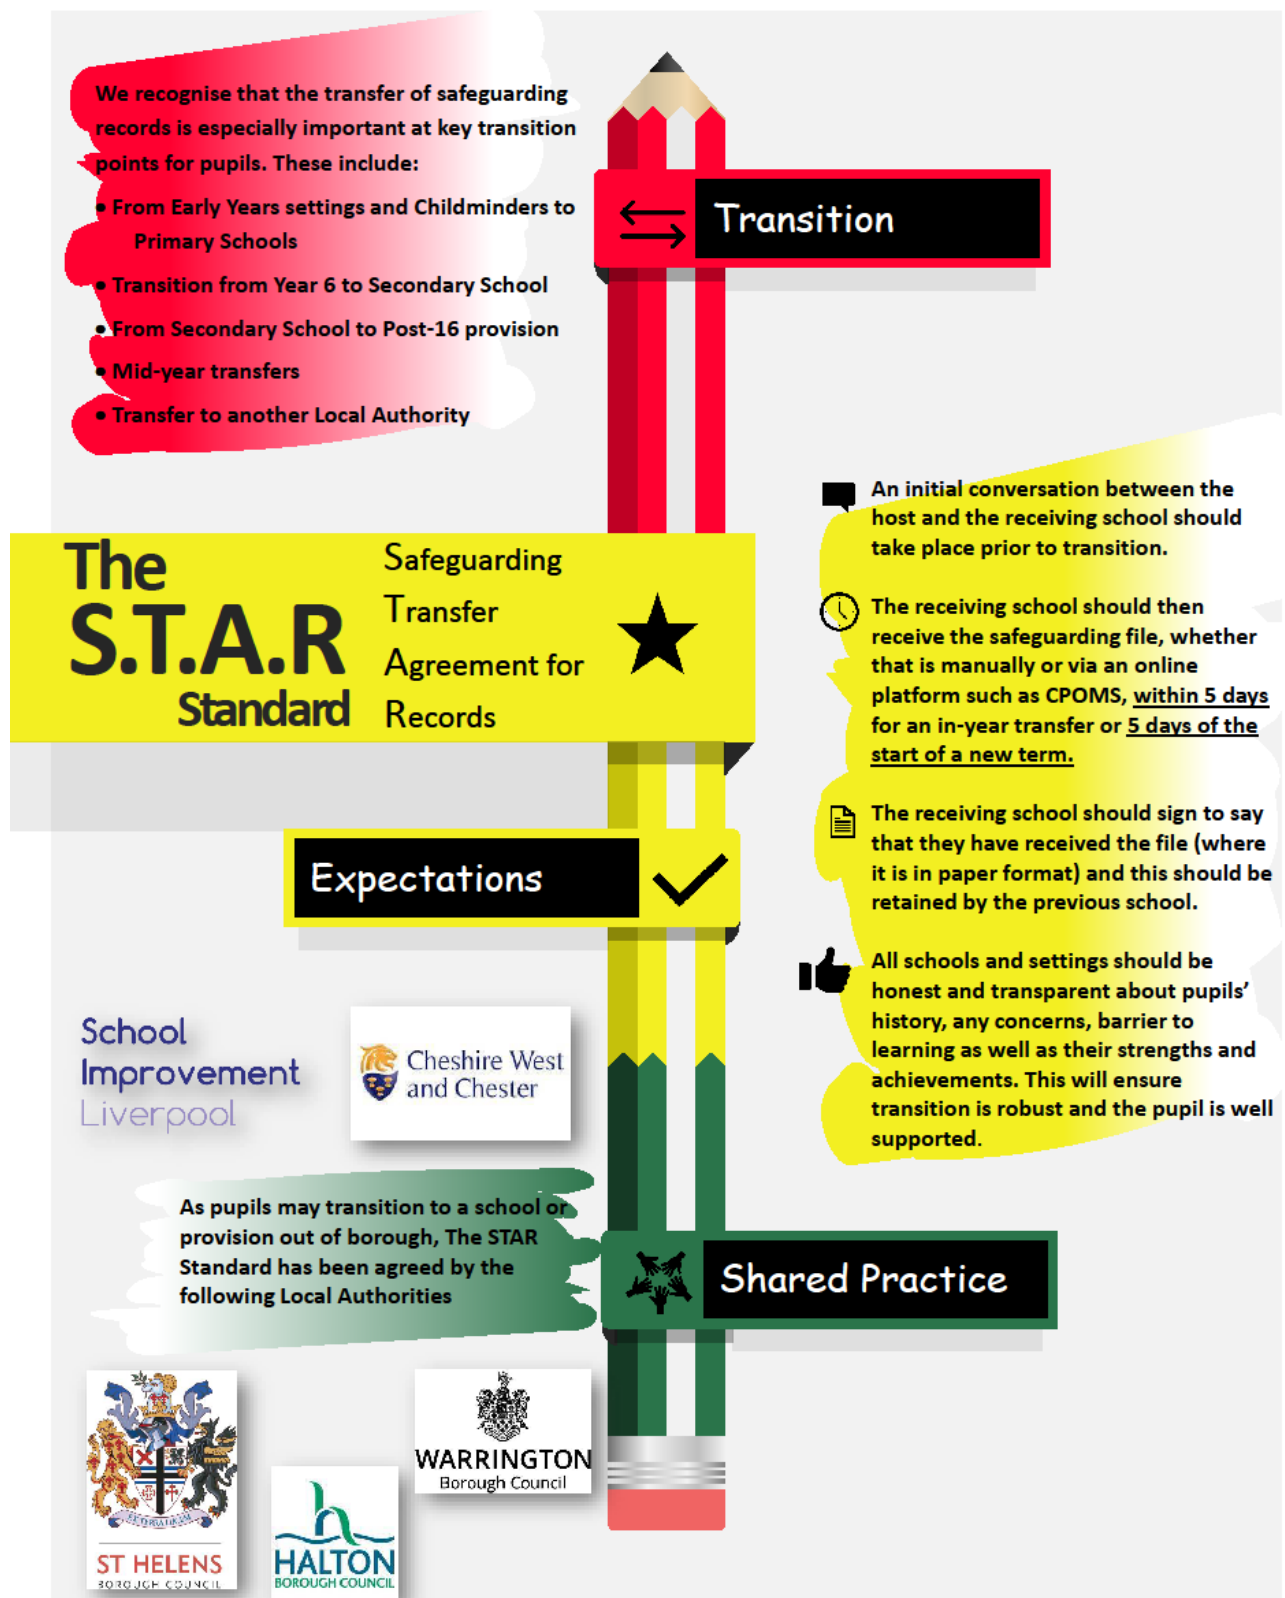 We recognise that the transfer of safeguarding
records is especially important at key transition
points for pupils. These include:
• From Early Years settings and Childminders to
Primary Schools
• Transition from Year 6 to Secondary School
• From Secondary School to Post-16 provision
• Mid-year transfers
• Transfer to another Local Authority
Transition
The
S.T.A.R
Standard
Safeguarding
Transfer
Agreement for
Records
An initial conversation between the
host and the receiving school should
take place prior to transition.
The receiving school should then
receive the safeguarding file, whether
that is manually or via an online
platform such as CPOMS, within 5 days
for an in-year transfer or 5 days of the
start of a new term.
The receiving school should sign to say
that they have received the file (where
it is in paper format) and this should be
retained by the previous school.
All schools and settings should be
honest and transparent about pupils'
history, any concerns, barrier to
learning as well as their strengths and
achievements. This will ensure
transition is robust and the pupil is well
supported.
Expectations
School
Improvement
Liverpool
Cheshire West
and Chester
As pupils may transition to a school or
provision out of borough, The STAR
Standard has been agreed by the
following Local Authorities
Shared Practice
ST HELENS
BOROUGH COUNCIL
HALTON
BOROUGH COUNCIL
WARRINGTON
Borough Council